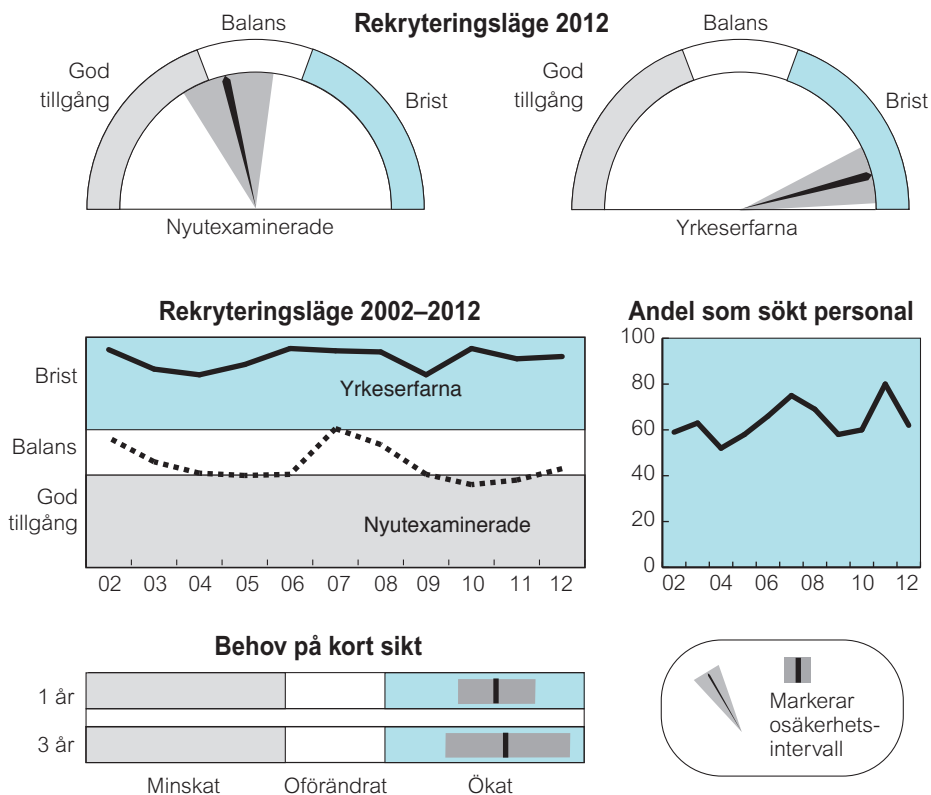 Rekryteringsläge 2012
Balans
God
tillgång
Brist
Nyutexaminerade
Balans
God
tillgång
Brist
Yrkeserfarna
Rekryteringsläge 2002–2012
Brist
Balans
God
tillgång
Yrkeserfarna
Nyutexaminerade
02 03 04 05 06 07 08 09 10 11 12
Andel som sökt personal
100
80
60
40
20
0
02 04 06 08 10 12
Behov på kort sikt
1 år
3 år
Minskat Oförändrat Ökat
Markerar
osäkerhets-
intervall